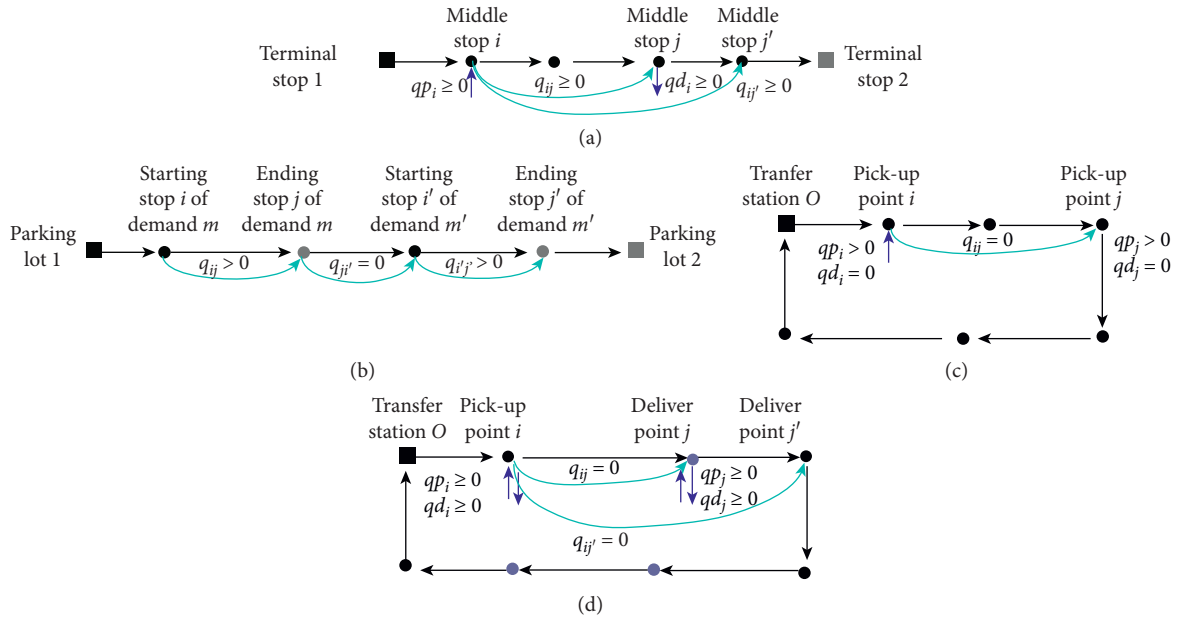 Terminal
stop 1
Middle
stop i
Middle
stop j
Middle
stop j′
Terminal
stop 2
qp_i ≥ 0
q_ij ≥ 0
qd_i ≥ 0
q_ij′ ≥ 0
(a)
Parking
lot 1
Starting
stop i of
demand m
Ending
stop j of
demand m
Starting
stop i′ of
demand m′
Ending
stop j′ of
demand m′
Parking
lot 2
q_ij > 0
q_ji′ = 0
q_i′j′ > 0
(b)
Tranfer
station O
Pick-up
point i
Pick-up
point j
qp_i > 0
qd_i = 0
q_ij = 0
qp_j > 0
qd_j = 0
(c)
Transfer
station O
Pick-up
point i
Deliver
point j
Deliver
point j′
qp_i ≥ 0
qd_i ≥ 0
q_ij = 0
qp_j ≥ 0
qd_j ≥ 0
q_ij′ = 0
(d)